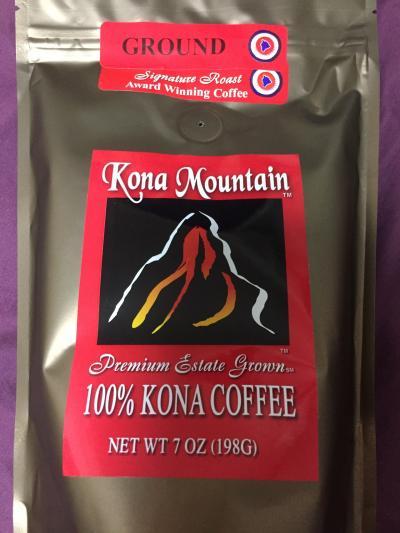 GROUND
Signature Roast
Award Winning Coffee
Kona Mountain TM
TM
Premium Estate Grown SM
100% KONA COFFEE
NET WT 7 OZ (198G)